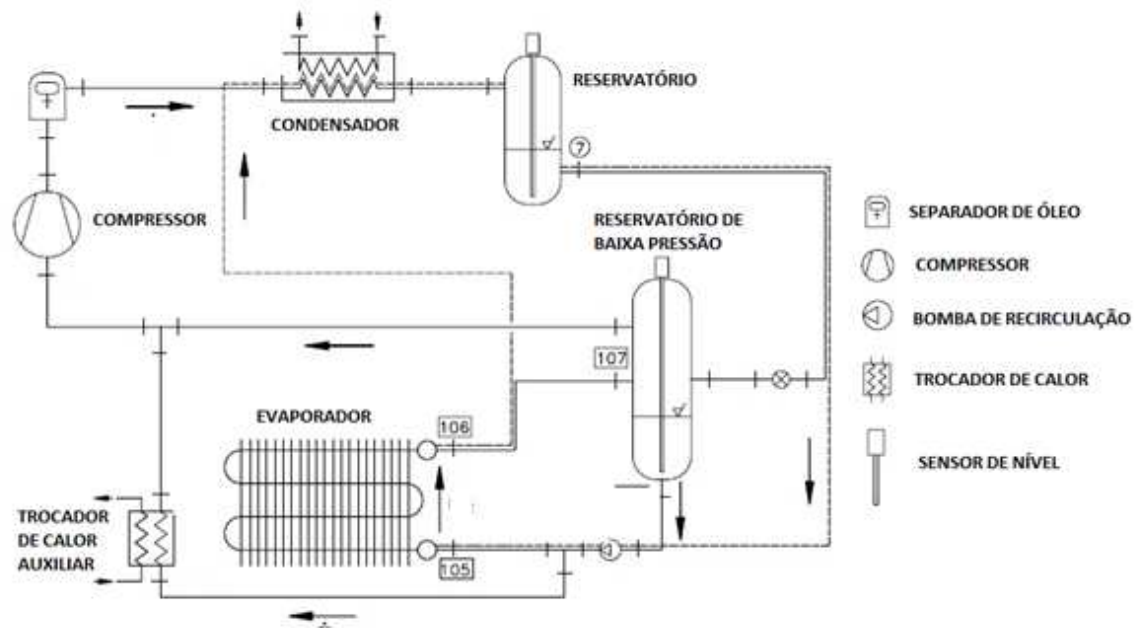 CONDENSADOR
RESERVATÓRIO
7
COMPRESSOR
RESERVATÓRIO DE
BAIXA PRESSÃO
107
EVAPORADOR
106
105
TROCADOR
DE CALOR
AUXILIAR
SEPARADOR DE ÓLEO
COMPRESSOR
BOMBA DE RECIRCULAÇÃO
TROCADOR DE CALOR
SENSOR DE NÍVEL